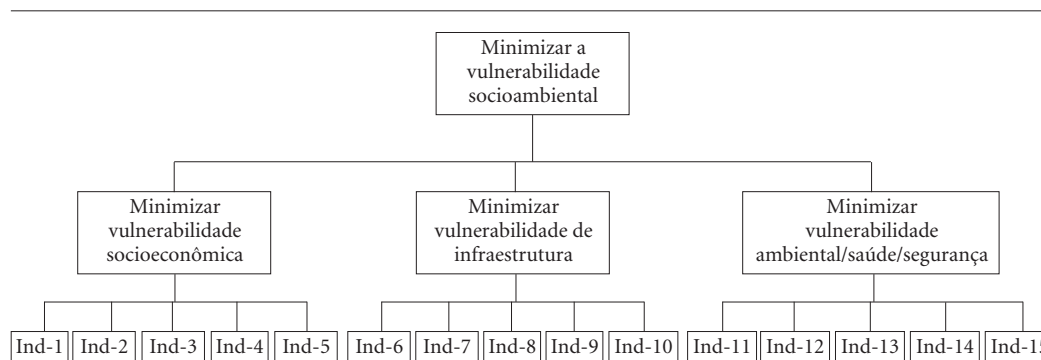 Minimizar a
vulnerabilidade
socioambiental
Minimizar
vulnerabilidade
socioeconômica
Minimizar
vulnerabilidade de
infraestrutura
Minimizar
vulnerabilidade
ambiental/saúde/segurança
Ind-1 Ind-2 Ind-3 Ind-4 Ind-5 Ind-6 Ind-7 Ind-8 Ind-9 Ind-10 Ind-11 Ind-12 Ind-13 Ind-14 Ind-15